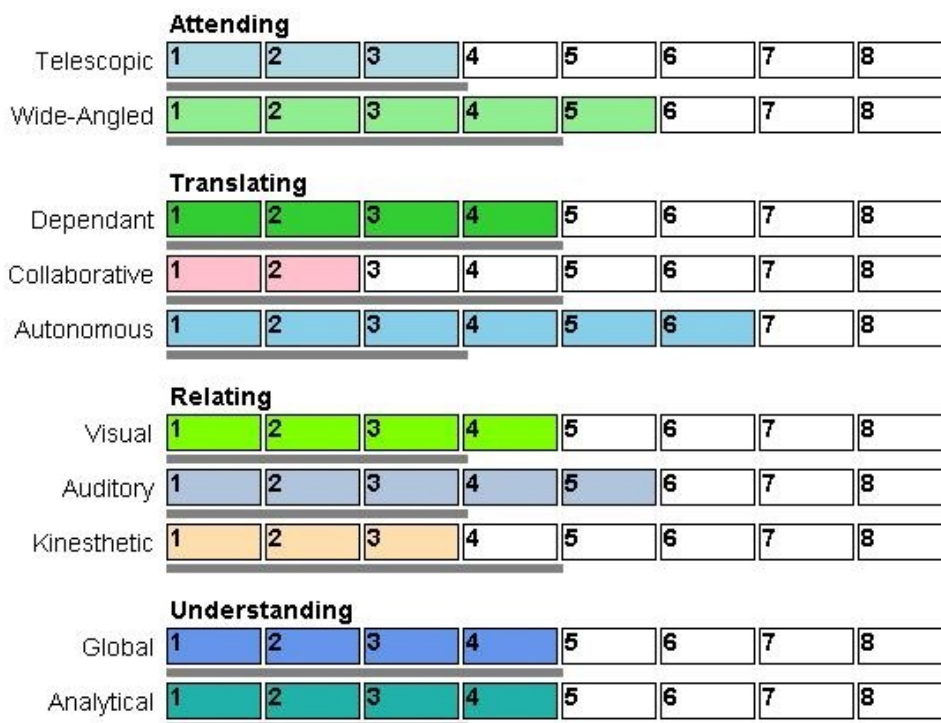 Attending
Telescopic 1 2 3 4 5 6 7 8
Wide-Angled 1 2 3 4 5 6 7 8
Translating
Dependant 1 2 3 4 5 6 7 8
Collaborative 1 2 3 4 5 6 7 8
Autonomous 1 2 3 4 5 6 7 8
Relating
Visual 1 2 3 4 5 6 7 8
Auditory 1 2 3 4 5 6 7 8
Kinesthetic 1 2 3 4 5 6 7 8
Understanding
Global 1 2 3 4 5 6 7 8
Analytical 1 2 3 4 5 6 7 8